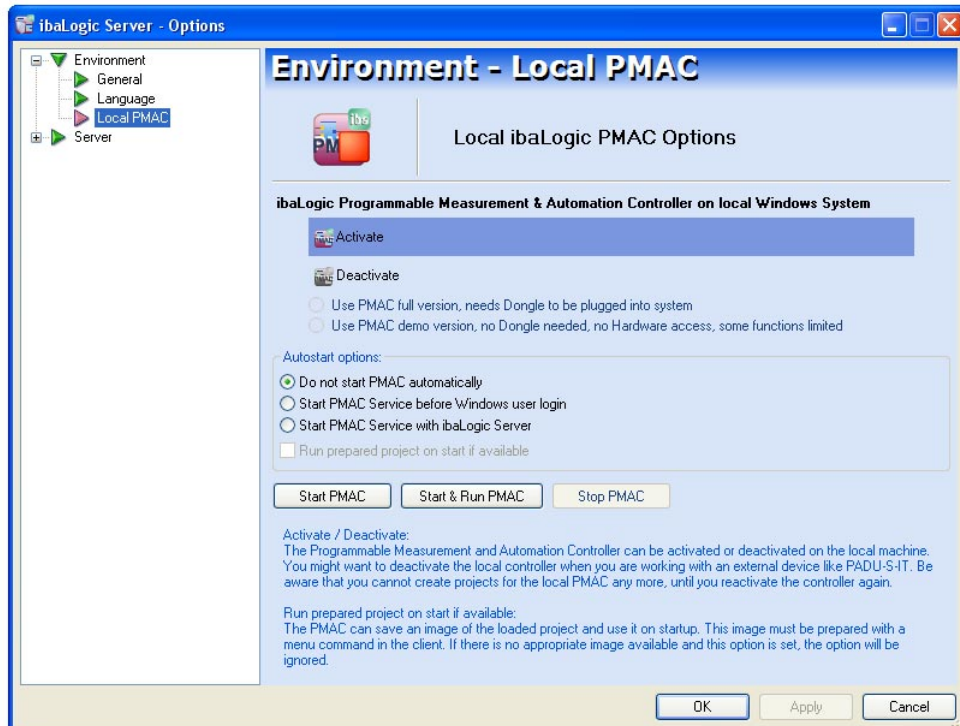 ibaLogic Server - Options
Environment
General
Language
Local PMAC
Server
Environment - Local PMAC
iba
PM
Local ibaLogic PMAC Options
ibaLogic Programmable Measurement & Automation Controller on local Windows System
Activate
Deactivate
Use PMAC full version, needs Dongle to be plugged into system
Use PMAC demo version, no Dongle needed, no Hardware access, some functions limited
Autostart options:
Do not start PMAC automatically
Start PMAC Service before Windows user login
Start PMAC Service with ibaLogic Server
Run prepared project on start if available
Start PMAC Start & Run PMAC Stop PMAC
Activate / Deactivate:
The Programmable Measurement and Automation Controller can be activated or deactivated on the local machine.
You might want to deactivate the local controller when you are working with an external device like PADU-S-IT. Be
aware that you cannot create projects for the local PMAC any more, until you reactivate the controller again.
Run prepared project on start if available:
The PMAC can save an image of the loaded project and use it on startup. This image must be prepared with a
menu command in the client. If there is no appropriate image available and this option is set, the option will be
ignored.
OK Apply Cancel